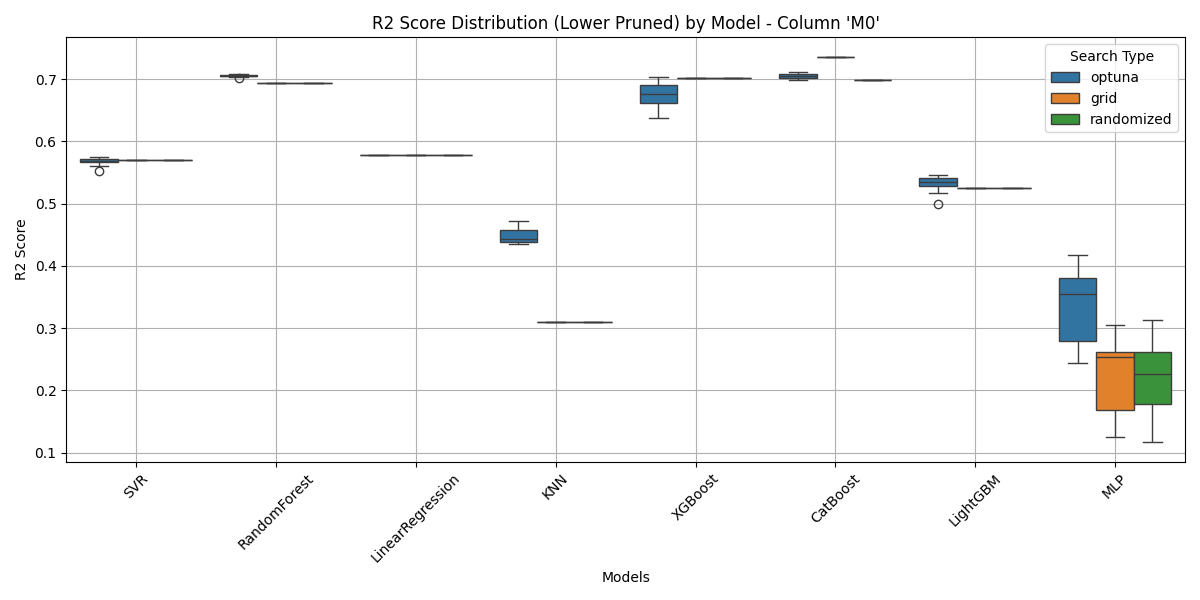 R2 Score Distribution (Lower Pruned) by Model - Column 'M0'
Search Type
optuna
grid
randomized
R2 Score
0.7
0.6
0.5
0.4
0.3
0.2
0.1
SVR
RandomForest
LinearRegression
KNN
XGBoost
CatBoost
LightGBM
MLP
Models